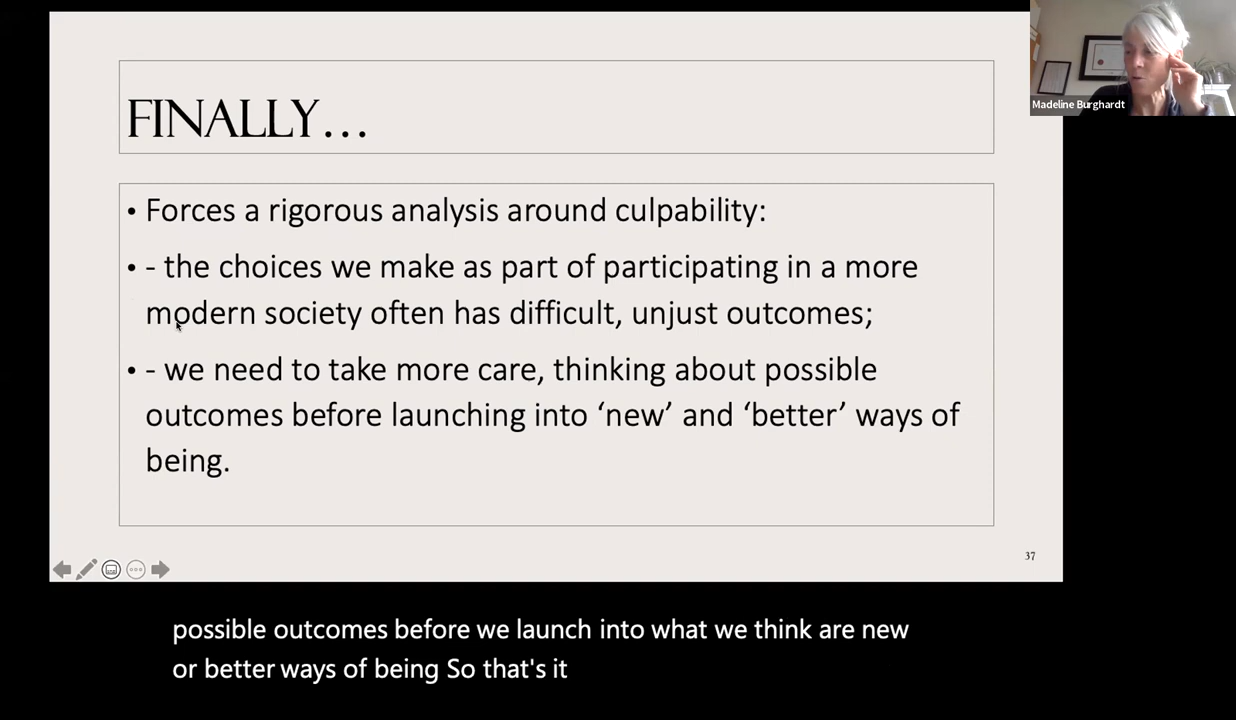 FINALLY…
• Forces a rigorous analysis around culpability:
• - the choices we make as part of participating in a more
modern society often has difficult, unjust outcomes;
• - we need to take more care, thinking about possible
outcomes before launching into ‘new’ and ‘better’ ways of
being.
37
Madeline Burghardt
possible outcomes before we launch into what we think are new
or better ways of being So that's it